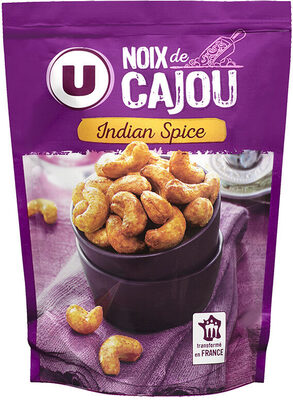 U
NOIX de
CAJOU
Indian Spice
transformé
en FRANCE